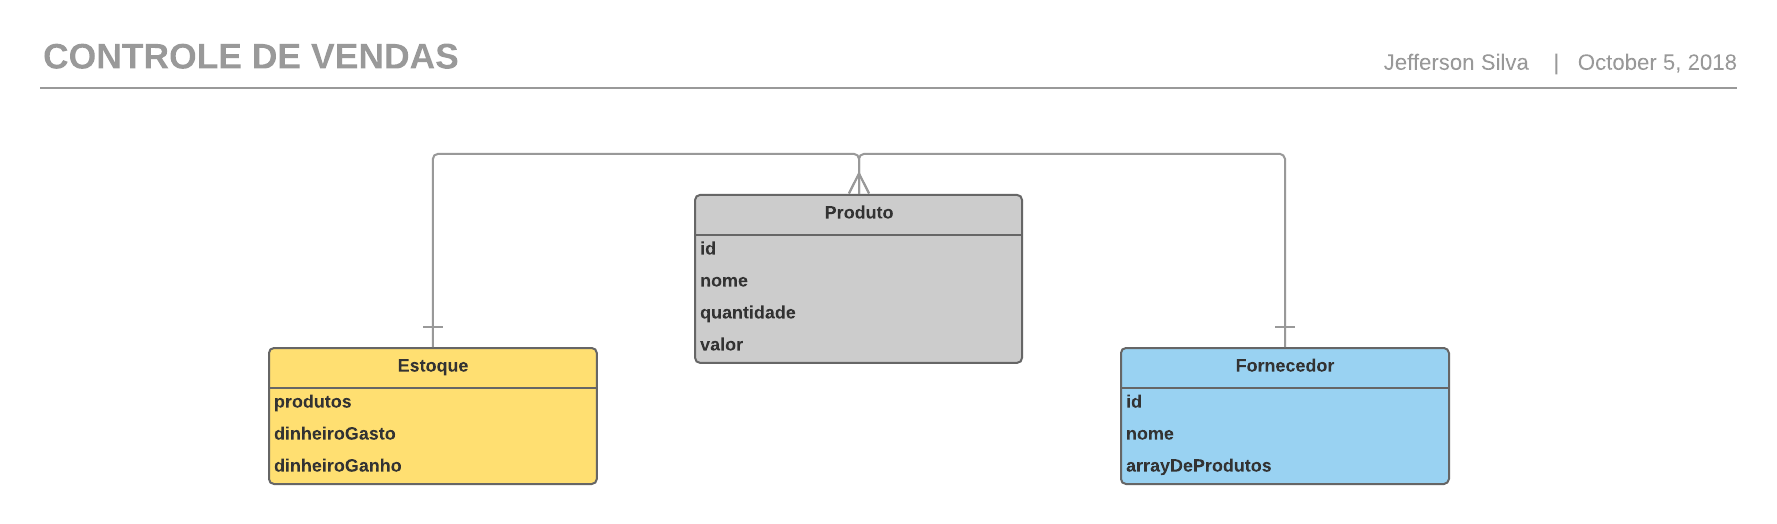 CONTROLE DE VENDAS
Jefferson Silva | October 5, 2018
Produto
id
nome
quantidade
valor
Estoque
produtos
dinheiroGasto
dinheiroGanho
Fornecedor
id
nome
arrayDeProdutos